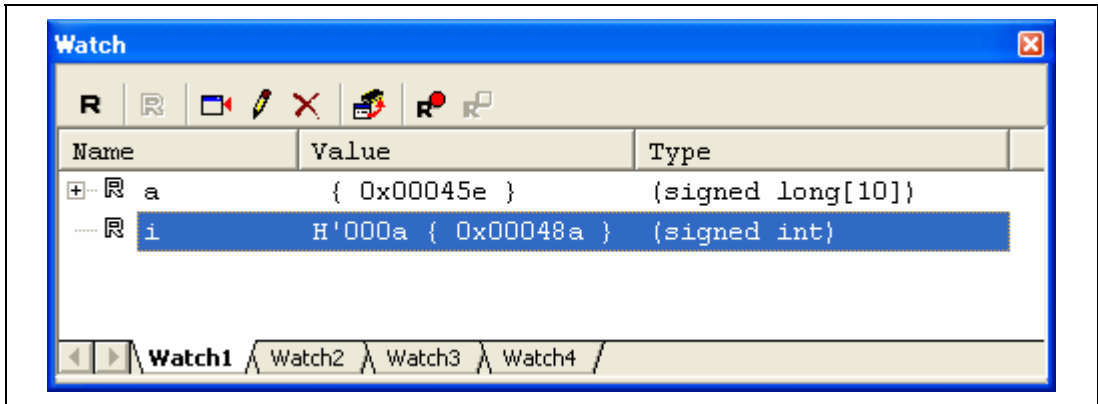 Watch
R R R R
Name Value Type
R a { 0x00045e } (signed long[10])
R i H'000a { 0x00048a } (signed int)
Watch1 Watch2 Watch3 Watch4